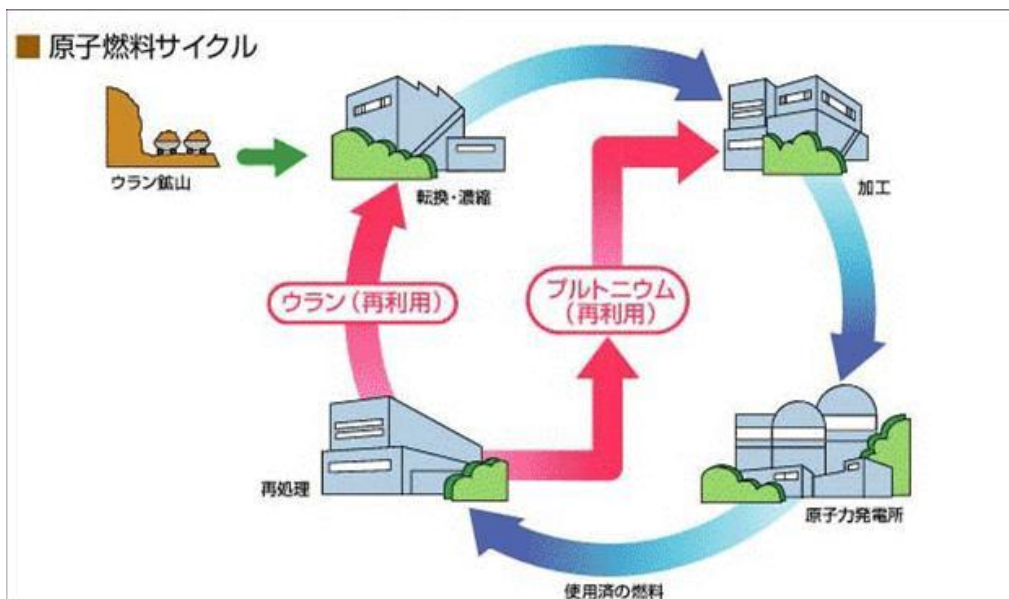 ■ 原子燃料サイクル
ウラン鉱山
転換・濃縮
加工
ウラン(再利用)
プルトニウム
(再利用)
再処理
原子力発電所
使用済の燃料